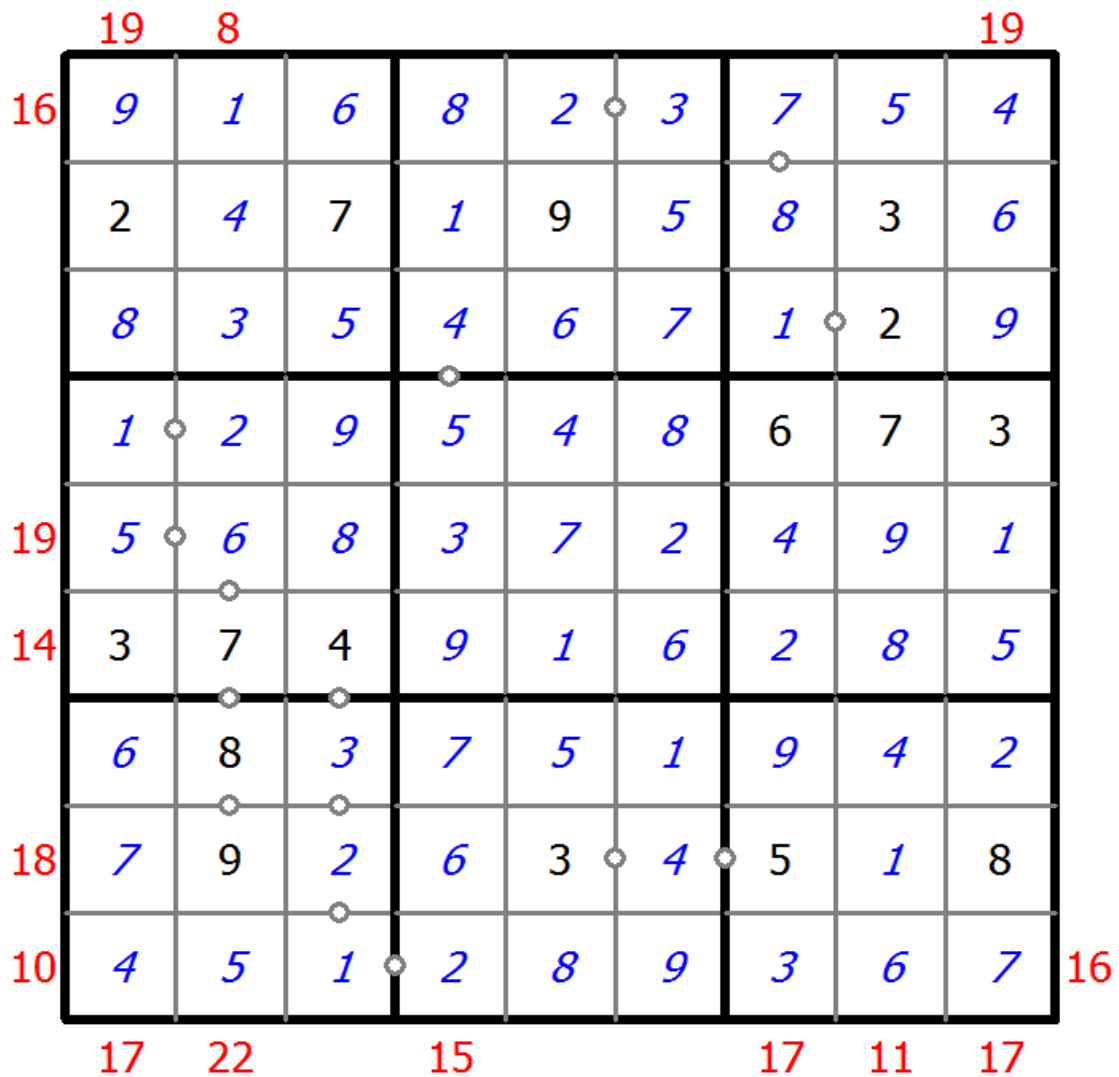 19 8 19
16 9 1 6 8 2 3 7 5 4
2 4 7 1 9 5 8 3 6
8 3 5 4 6 7 1 2 9
1 2 9 5 4 8 6 7 3
19 5 6 8 3 7 2 4 9 1
14 3 7 4 9 1 6 2 8 5
6 8 3 7 5 1 9 4 2
18 7 9 2 6 3 4 5 1 8
10 4 5 1 2 8 9 3 6 7 16
17 22 15 17 11 17